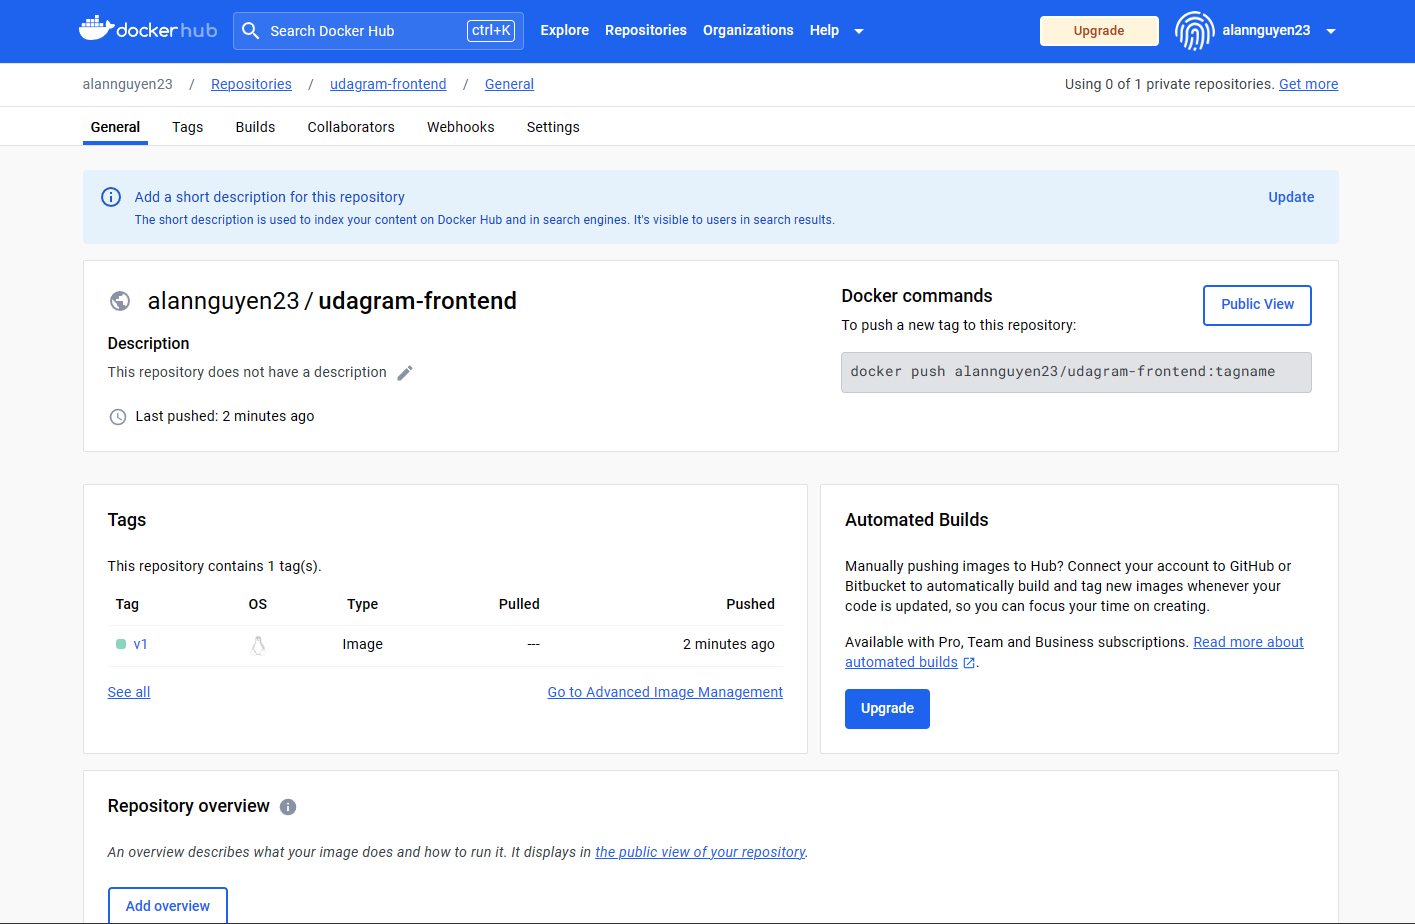 docker hub
Search Docker Hub
ctrl+K
Explore
Repositories
Organizations
Help
Upgrade
alannguyen23
alannguyen23 / Repositories / udagram-frontend / General
Using 0 of 1 private repositories. Get more
General
Tags
Builds
Collaborators
Webhooks
Settings
Add a short description for this repository
Update
The short description is used to index your content on Docker Hub and in search engines. It's visible to users in search results.
alannguyen23 / udagram-frontend
Description
This repository does not have a description
Last pushed: 2 minutes ago
Docker commands
Public View
To push a new tag to this repository:
docker push alannguyen23/udagram-frontend:tagname
Tags
This repository contains 1 tag(s).
Tag OS Type Pulled Pushed
v1 Image --- 2 minutes ago
See all
Go to Advanced Image Management
Automated Builds
Manually pushing images to Hub? Connect your account to GitHub or
Bitbucket to automatically build and tag new images whenever your
code is updated, so you can focus your time on creating.
Available with Pro, Team and Business subscriptions. Read more about
automated builds .
Upgrade
Repository overview
An overview describes what your image does and how to run it. It displays in the public view of your repository.
Add overview